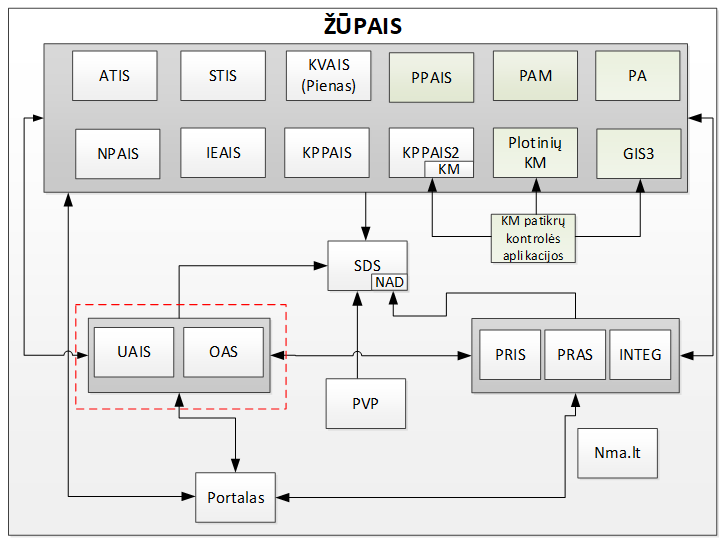 ŽŪPAIS
ATIS
STIS
KVAIS
(Pienas)
PPAIS
PAM
PA
NPAIS
IEAIS
KPPAIS
KPPAIS2
KM
Plotinių
KM
GIS3
KM patikrų
kontrolės
aplikacijos
SDS
NAD
UAIS
OAS
PRIS
PRAS
INTEG
PVP
Nma.lt
Portalas